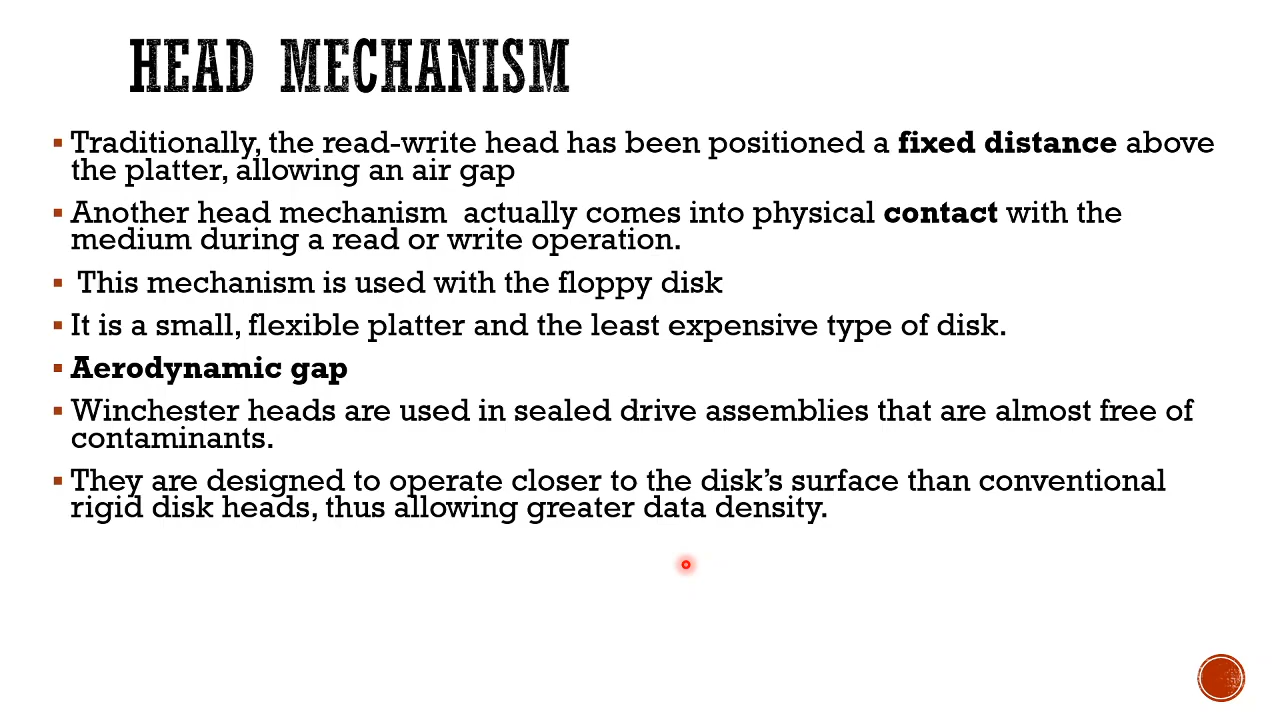 HEAD MECHANISM
▪ Traditionally, the read-write head has been positioned a fixed distance above
the platter, allowing an air gap
▪ Another head mechanism  actually comes into physical contact with the
medium during a read or write operation.
▪ This mechanism is used with the floppy disk
▪ It is a small, flexible platter and the least expensive type of disk.
▪ Aerodynamic gap
▪ Winchester heads are used in sealed drive assemblies that are almost free of
contaminants.
▪ They are designed to operate closer to the disk’s surface than conventional
rigid disk heads, thus allowing greater data density.